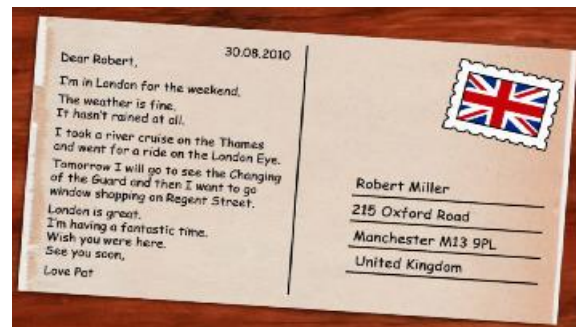 30.08.2010
Dear Robert,
I'm in London for the weekend.
The weather is fine.
It hasn't rained at all.
I took a river cruise on the Thames
and went for a ride on the London Eye.
Tomorrow I will go to see the Changing
of the Guard and then I want to go
window shopping on Regent Street.
London is great.
I'm having a fantastic time.
Wish you were here.
See you soon,
Love Pat
Robert Miller
215 Oxford Road
Manchester M13 9PL
United Kingdom